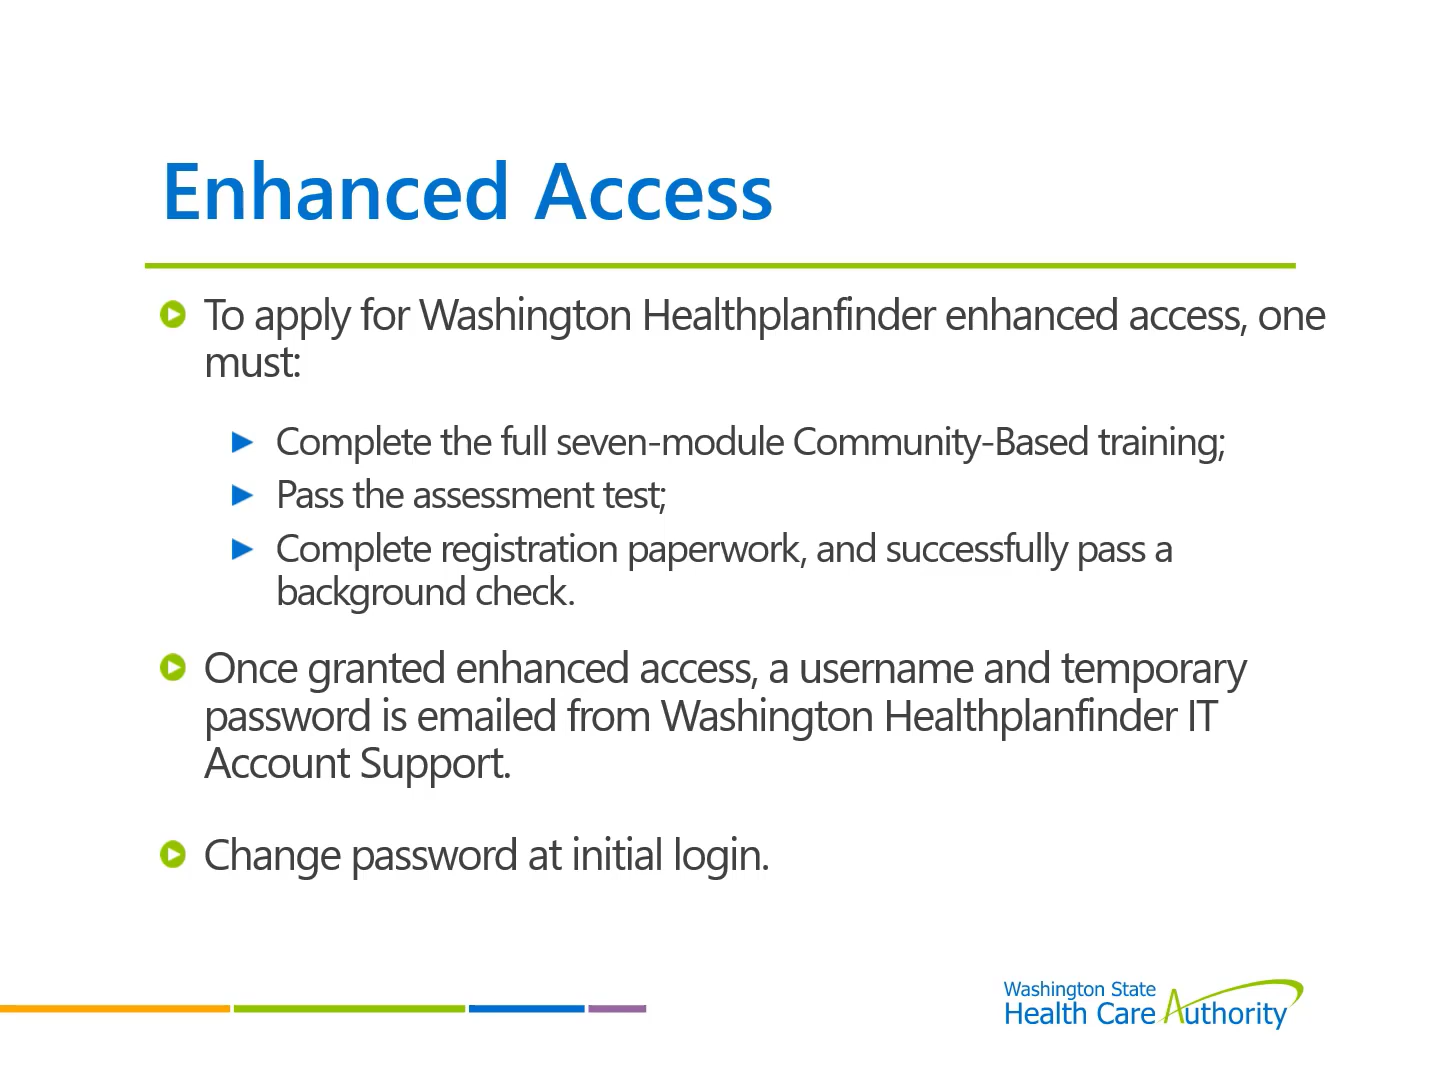 Enhanced Access
To apply for Washington Healthplanfinder enhanced access, one
must:
Complete the full seven-module Community-Based training;
Pass the assessment test;
Complete registration paperwork, and successfully pass a
background check.
Once granted enhanced access, a username and temporary
password is emailed from Washington Healthplanfinder IT
Account Support.
Change password at initial login.
Washington State
Health Care Authority